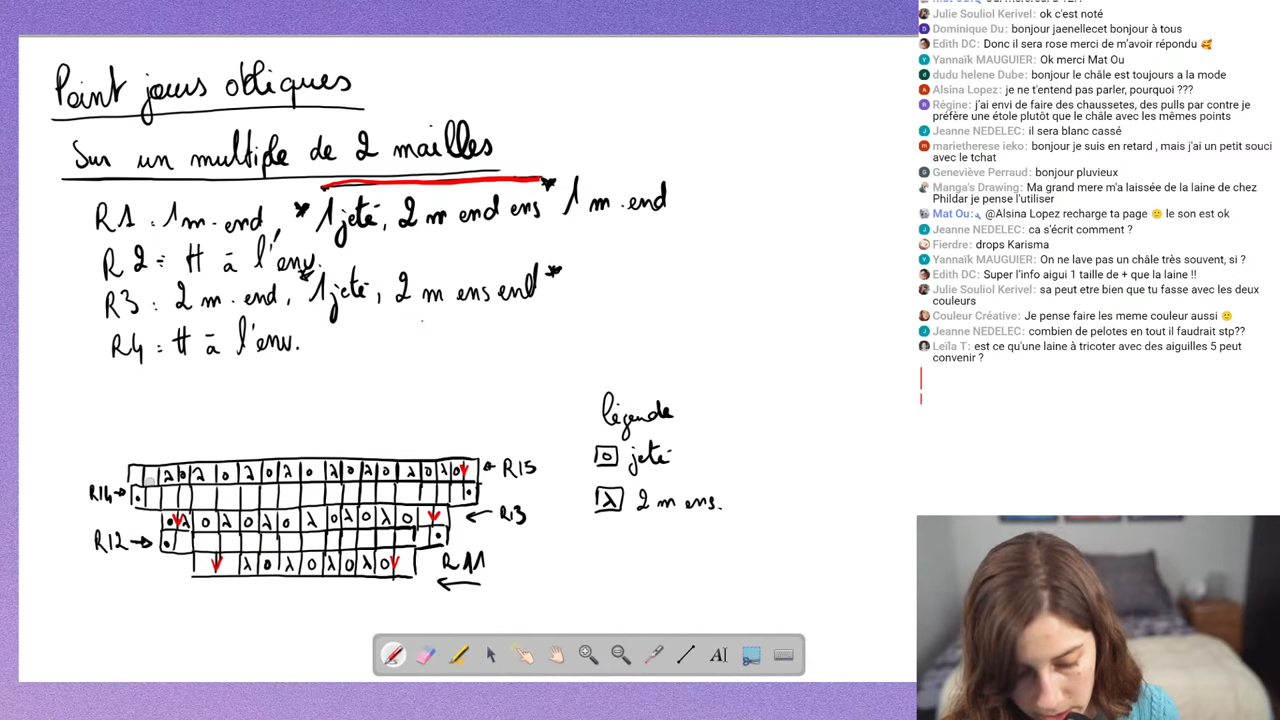 Point jours obliques
Sur un multiple de 2 mailles
R1 : 1 m. end, * 1 jeté, 2 m end ens * 1 m. end
R2 = tt à l'env.
R3 : 2 m. end, * 1 jeté, 2 m ens end *
R4 = tt à l'env.
légende
o jeté
λ 2 m ens.
λ o λ o λ o λ o λ o λ o λ o λ o ← R15
R14 →
λ o λ o λ o λ o λ o λ o ← R13
R12 →
λ o λ o λ o λ o R11 ←
Julie Souliol Kerivel: ok c'est noté
Dominique Du: bonjour jaenellecet bonjour à tous
Edith DC: Donc il sera rose merci de m'avoir répondu 🥰
Yannaïk MAUGUIER: Ok merci Mat Ou
dudu helene Dube: bonjour le châle est toujours a la mode
Alsina Lopez: je ne t'entend pas parler, pourquoi ???
Régine: j'ai envi de faire des chaussetes, des pulls par contre je
préfère une étole plutôt que le châle avec les mêmes points
Jeanne NEDELEC: il sera blanc cassé
marietherese ieko: bonjour je suis en retard , mais j'ai un petit souci
avec le tchat
Geneviève Perraud: bonjour pluvieux
Manga's Drawing: Ma grand mere m'a laissée de la laine de chez
Phildar je pense l'utiliser
Mat Ou: @Alsina Lopez recharge ta page 🙂 le son est ok
Jeanne NEDELEC: ca s'écrit comment ?
Fierdre: drops Karisma
Yannaïk MAUGUIER: On ne lave pas un châle très souvent, si ?
Edith DC: Super l'info aigui 1 taille de + que la laine !!
Julie Souliol Kerivel: sa peut etre bien que tu fasse avec les deux
couleurs
Couleur Créative: Je pense faire les meme couleur aussi 🙂
Jeanne NEDELEC: combien de pelotes en tout il faudrait stp??
Leïla T: est ce qu'une laine à tricoter avec des aiguilles 5 peut
convenir ?